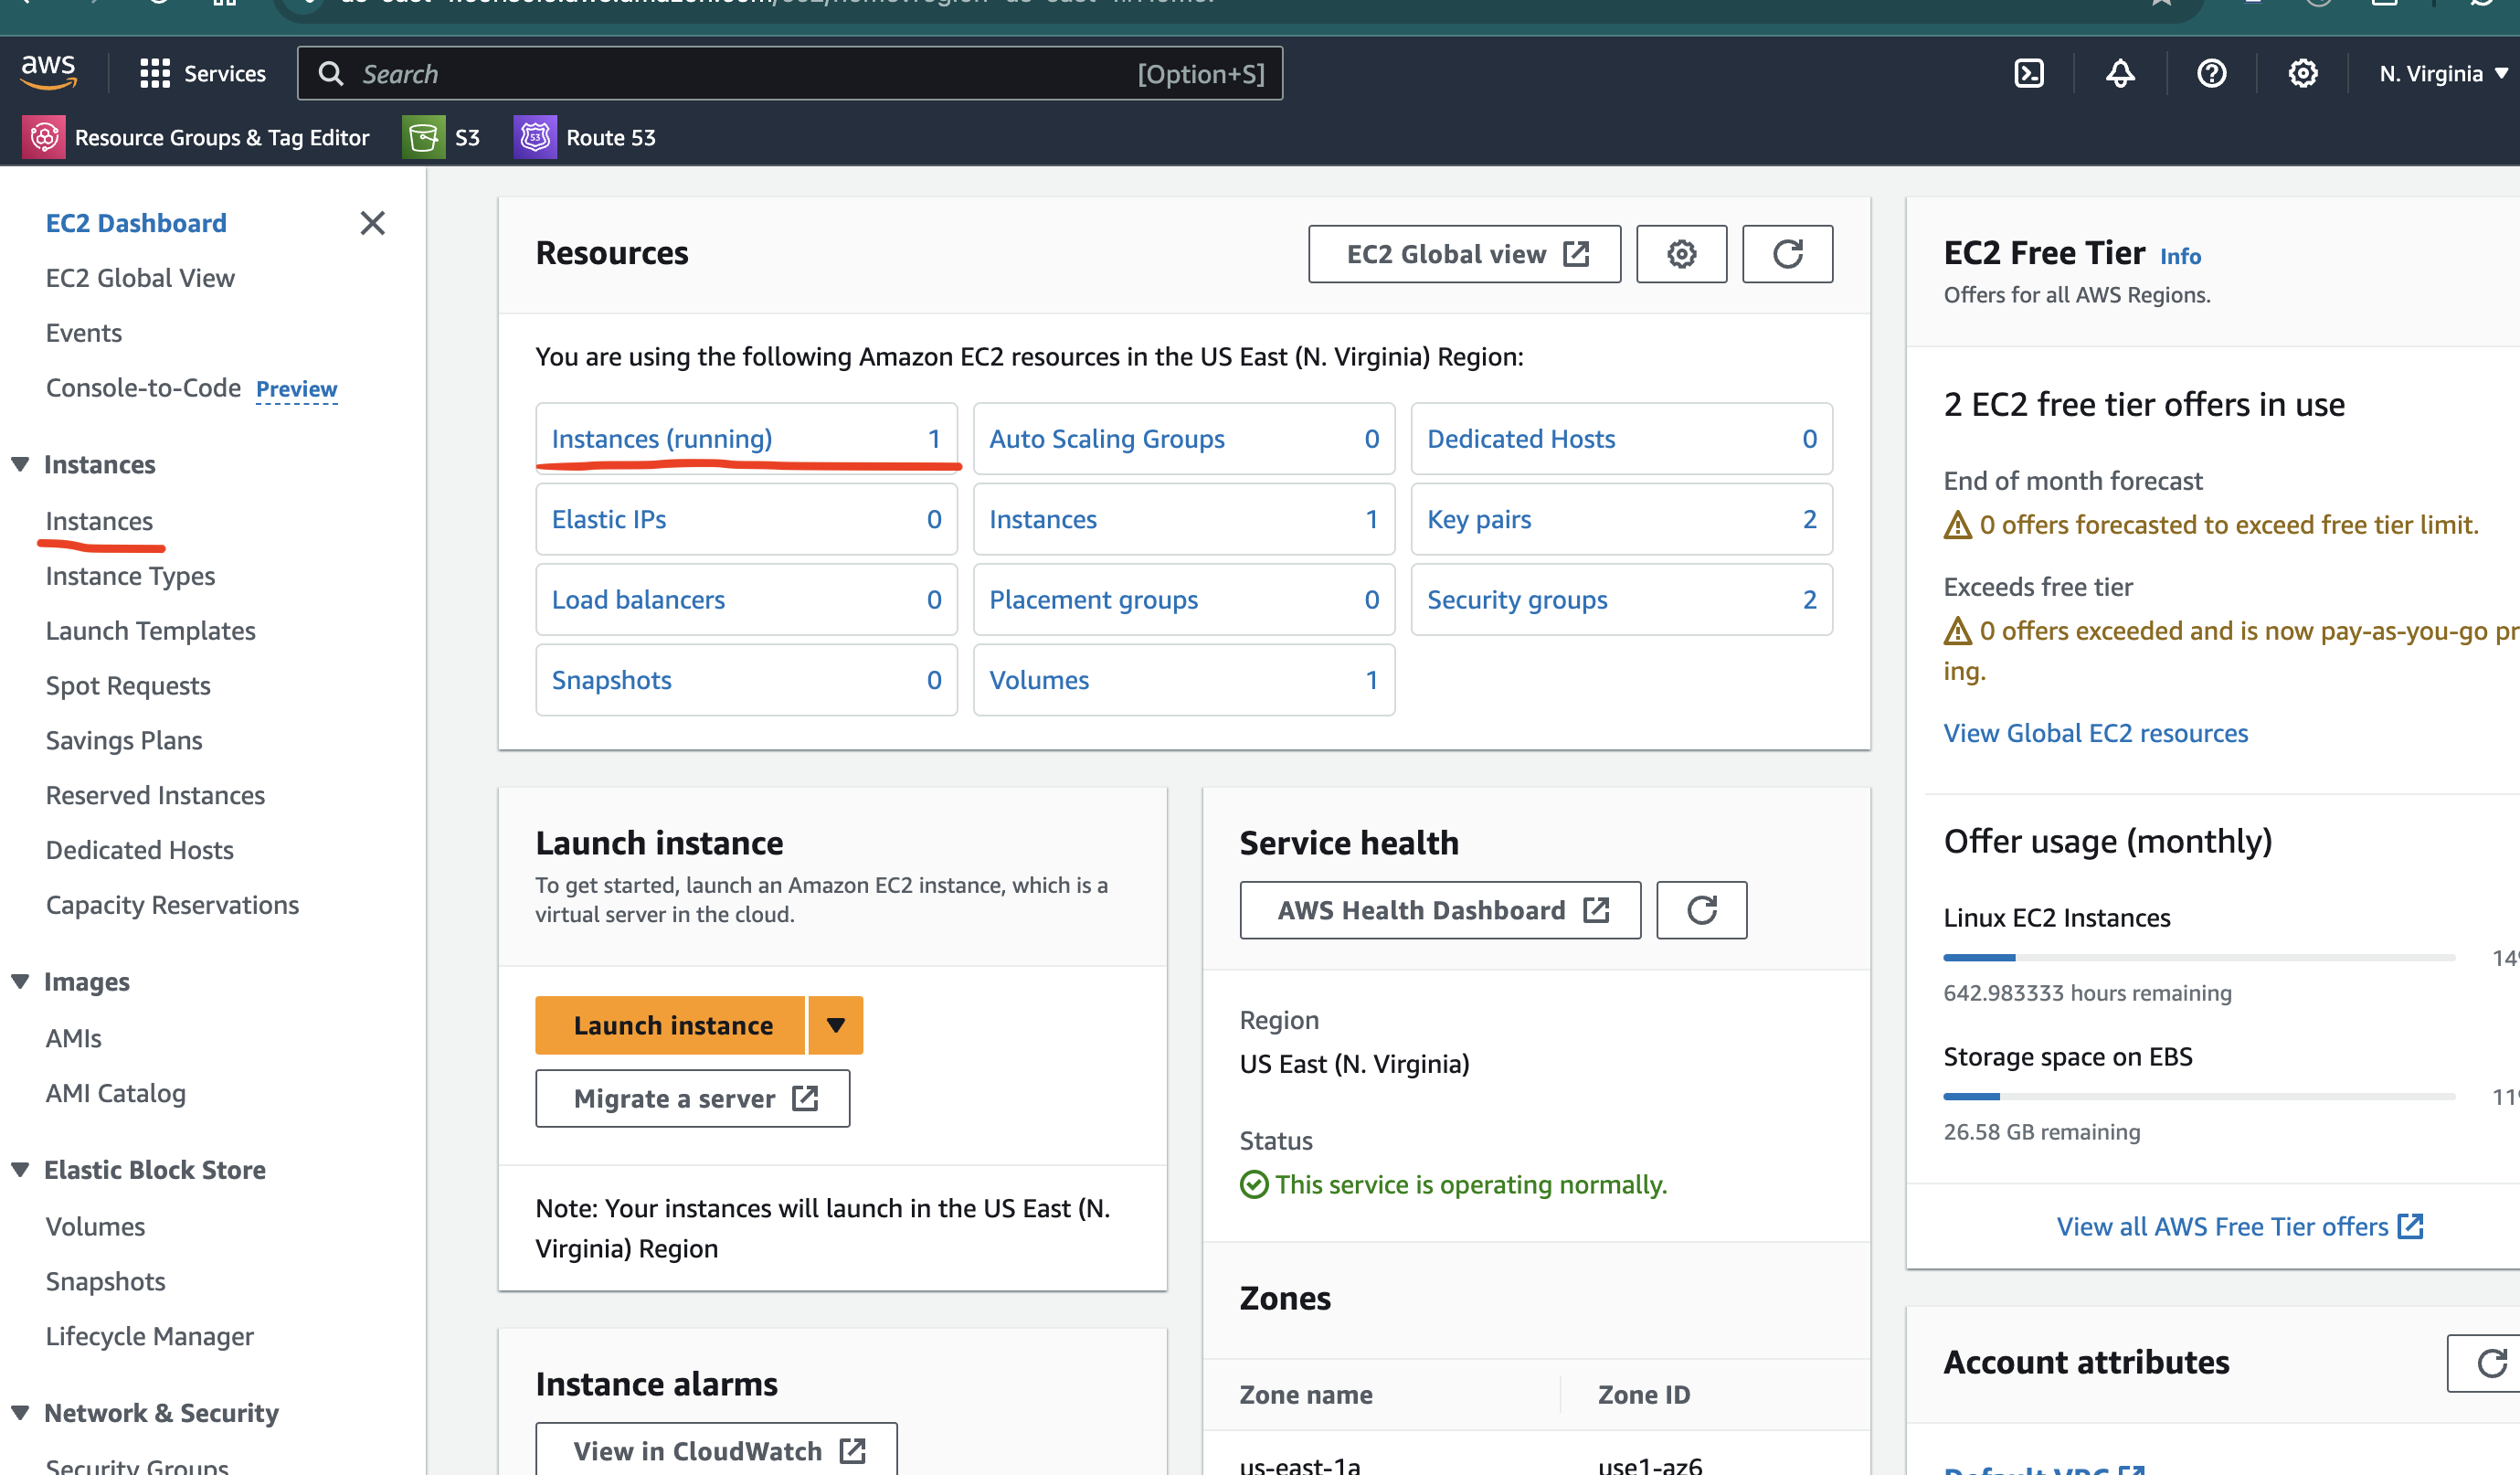 aws
Services
Search
[Option+S]
N. Virginia
Resource Groups & Tag Editor
S3
53
Route 53
EC2 Dashboard
EC2 Global View
Events
Console-to-Code Preview
Instances
Instances
Instance Types
Launch Templates
Spot Requests
Savings Plans
Reserved Instances
Dedicated Hosts
Capacity Reservations
Images
AMIs
AMI Catalog
Elastic Block Store
Volumes
Snapshots
Lifecycle Manager
Network & Security
Security Groups
Resources
EC2 Global view
You are using the following Amazon EC2 resources in the US East (N. Virginia) Region:
Instances (running) 1
Auto Scaling Groups 0
Dedicated Hosts 0
Elastic IPs 0
Instances 1
Key pairs 2
Load balancers 0
Placement groups 0
Security groups 2
Snapshots 0
Volumes 1
Launch instance
To get started, launch an Amazon EC2 instance, which is a
virtual server in the cloud.
Launch instance
Migrate a server
Note: Your instances will launch in the US East (N.
Virginia) Region
Instance alarms
View in CloudWatch
Service health
AWS Health Dashboard
Region
US East (N. Virginia)
Status
This service is operating normally.
Zones
Zone name
Zone ID
us-east-1a
use1-az6
EC2 Free Tier Info
Offers for all AWS Regions.
2 EC2 free tier offers in use
End of month forecast
0 offers forecasted to exceed free tier limit.
Exceeds free tier
0 offers exceeded and is now pay-as-you-go pr
ing.
View Global EC2 resources
Offer usage (monthly)
Linux EC2 Instances
14
642.983333 hours remaining
Storage space on EBS
11
26.58 GB remaining
View all AWS Free Tier offers
Account attributes
Default VPC